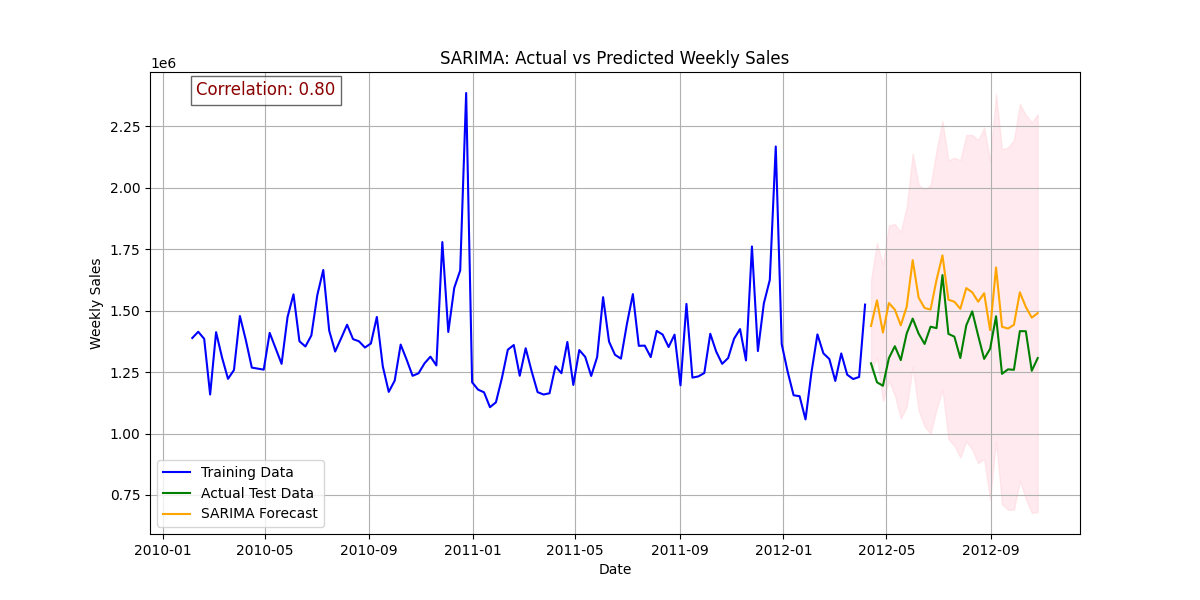 SARIMA: Actual vs Predicted Weekly Sales
1e6
Correlation: 0.80
2.25
2.00
1.75
1.50
1.25
1.00
0.75
Weekly Sales
Training Data
Actual Test Data
SARIMA Forecast
2010-01 2010-05 2010-09 2011-01 2011-05 2011-09 2012-01 2012-05 2012-09
Date